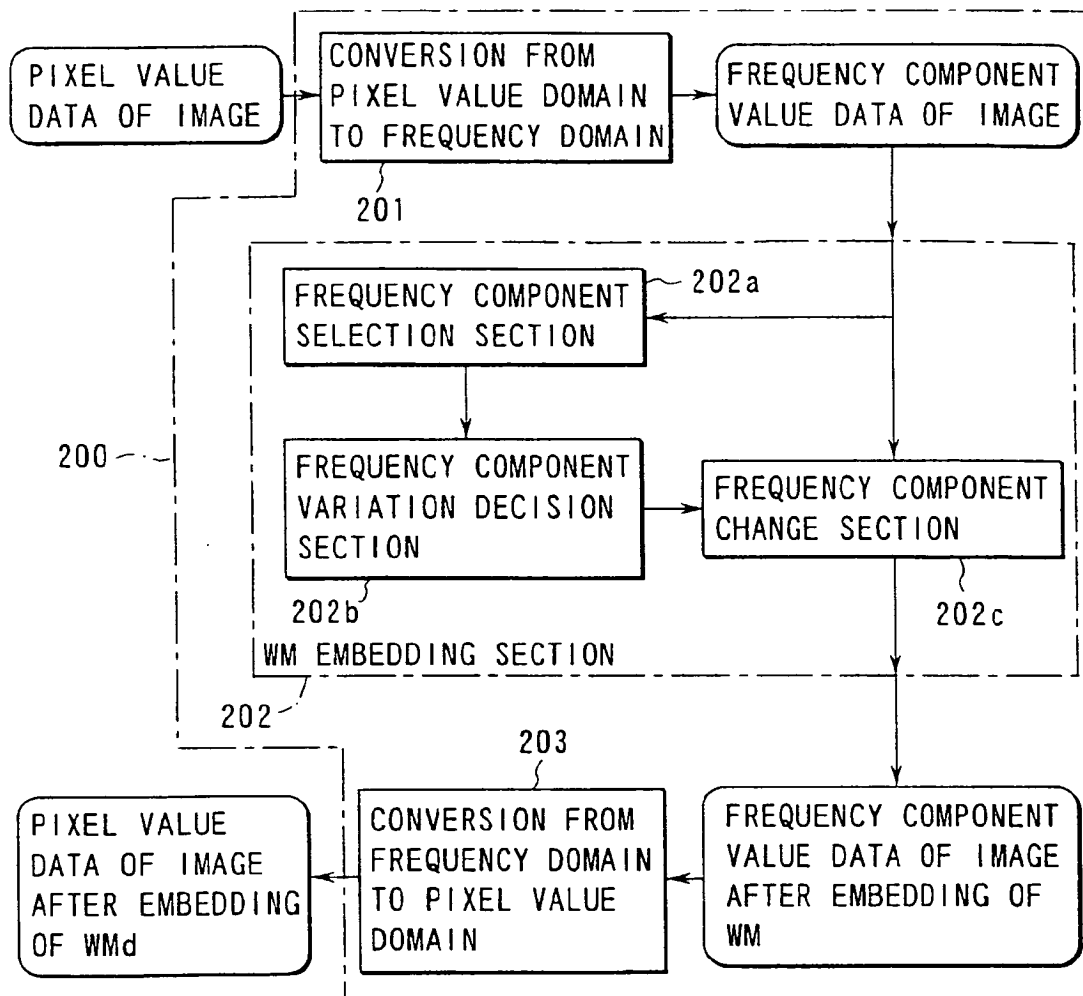 PIXEL VALUE
DATA OF IMAGE
CONVERSION FROM
PIXEL VALUE DOMAIN
TO FREQUENCY DOMAIN
201
FREQUENCY COMPONENT
VALUE DATA OF IMAGE
FREQUENCY COMPONENT
SELECTION SECTION
202a
200
FREQUENCY COMPONENT
VARIATION DECISION
SECTION
202b
FREQUENCY COMPONENT
CHANGE SECTION
202c
WM EMBEDDING SECTION
202
203
PIXEL VALUE
DATA OF IMAGE
AFTER EMBEDDING
OF WMd
CONVERSION FROM
FREQUENCY DOMAIN
TO PIXEL VALUE
DOMAIN
FREQUENCY COMPONENT
VALUE DATA OF IMAGE
AFTER EMBEDDING OF
WM